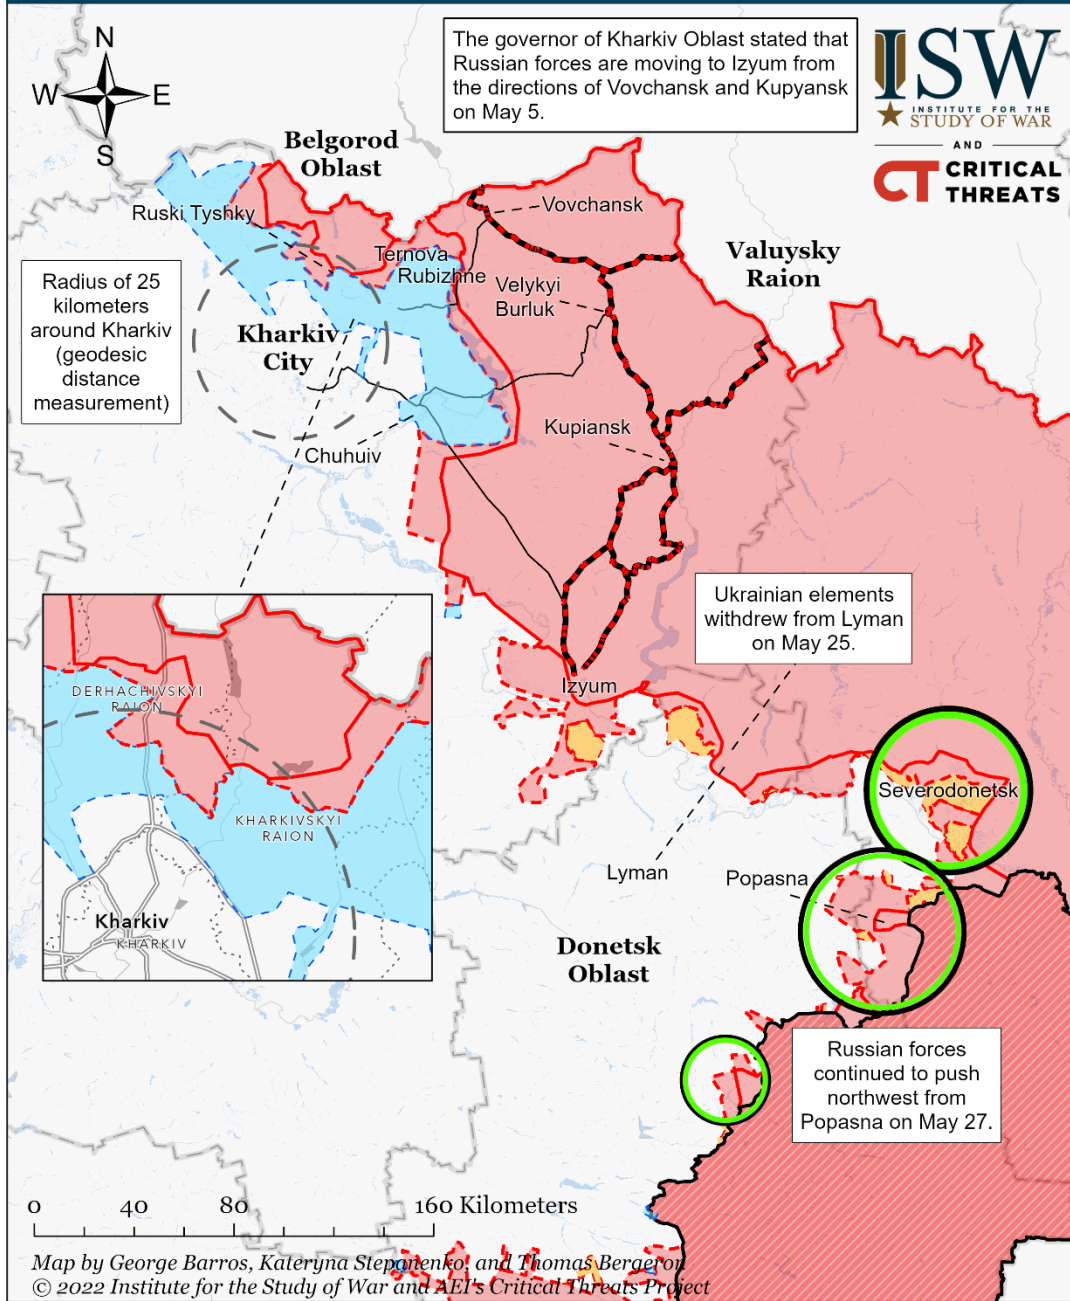 N
W
E
S
The governor of Kharkiv Oblast stated that
Russian forces are moving to Izyum from
the directions of Vovchansk and Kupyansk
on May 5.
ISW
INSTITUTE FOR THE
STUDY OF WAR
AND
CT CRITICAL
THREATS
Belgorod
Oblast
Ruski Tyshky
Vovchansk
Ternova
Rubizhne
Valuysky
Raion
Velykyi
Burluk
Radius of 25
kilometers
around Kharkiv
(geodesic
distance
measurement)
Kharkiv
City
Kupiansk
Chuhuiv
Ukrainian elements
withdrew from Lyman
on May 25.
Izyum
DERHACHIVSKYI
RAION
KHARKIVSKYI
RAION
Kharkiv
KHARKIV
Severodonetsk
Lyman
Popasna
Donetsk
Oblast
Russian forces
continued to push
northwest from
Popasna on May 27.
0 40 80 160 Kilometers
Map by George Barros, Kateryna Stepanenko, and Thomas Bergeron
© 2022 Institute for the Study of War and AEI's Critical Threats Project